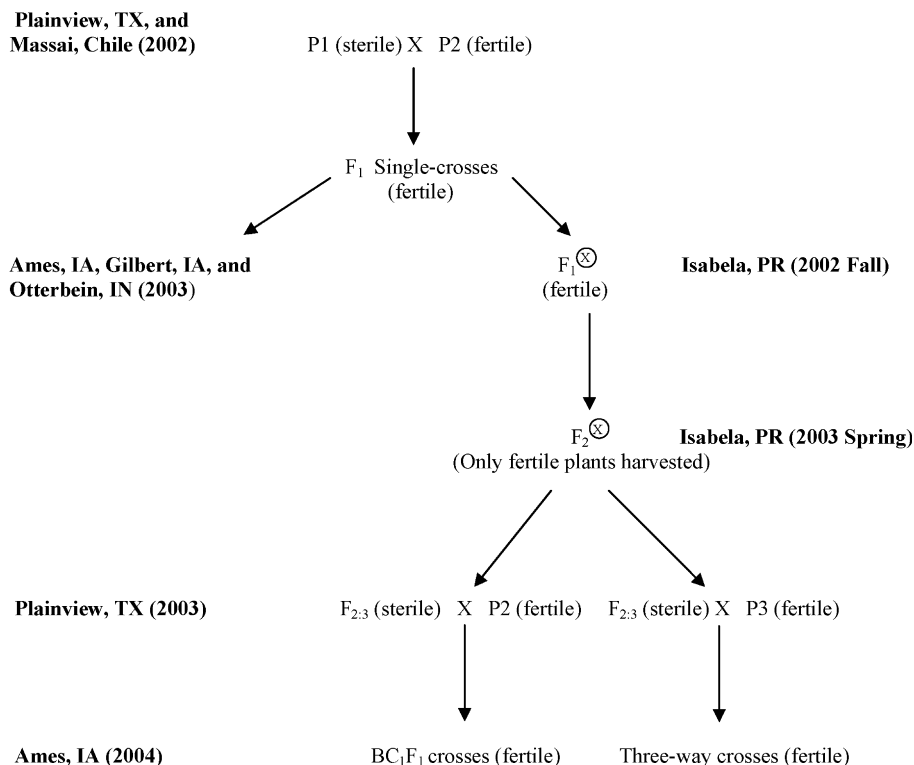 Plainview, TX, and
Massai, Chile (2002)
P1 (sterile) X P2 (fertile)
F1 Single-crosses
(fertile)
Ames, IA, Gilbert, IA, and
Otterbein, IN (2003)
F1 Ⓧ
(fertile)
Isabela, PR (2002 Fall)
F2 Ⓧ
Isabela, PR (2003 Spring)
(Only fertile plants harvested)
Plainview, TX (2003)
F2:3 (sterile) X P2 (fertile)
F2:3 (sterile) X P3 (fertile)
Ames, IA (2004)
BC1F1 crosses (fertile)
Three-way crosses (fertile)